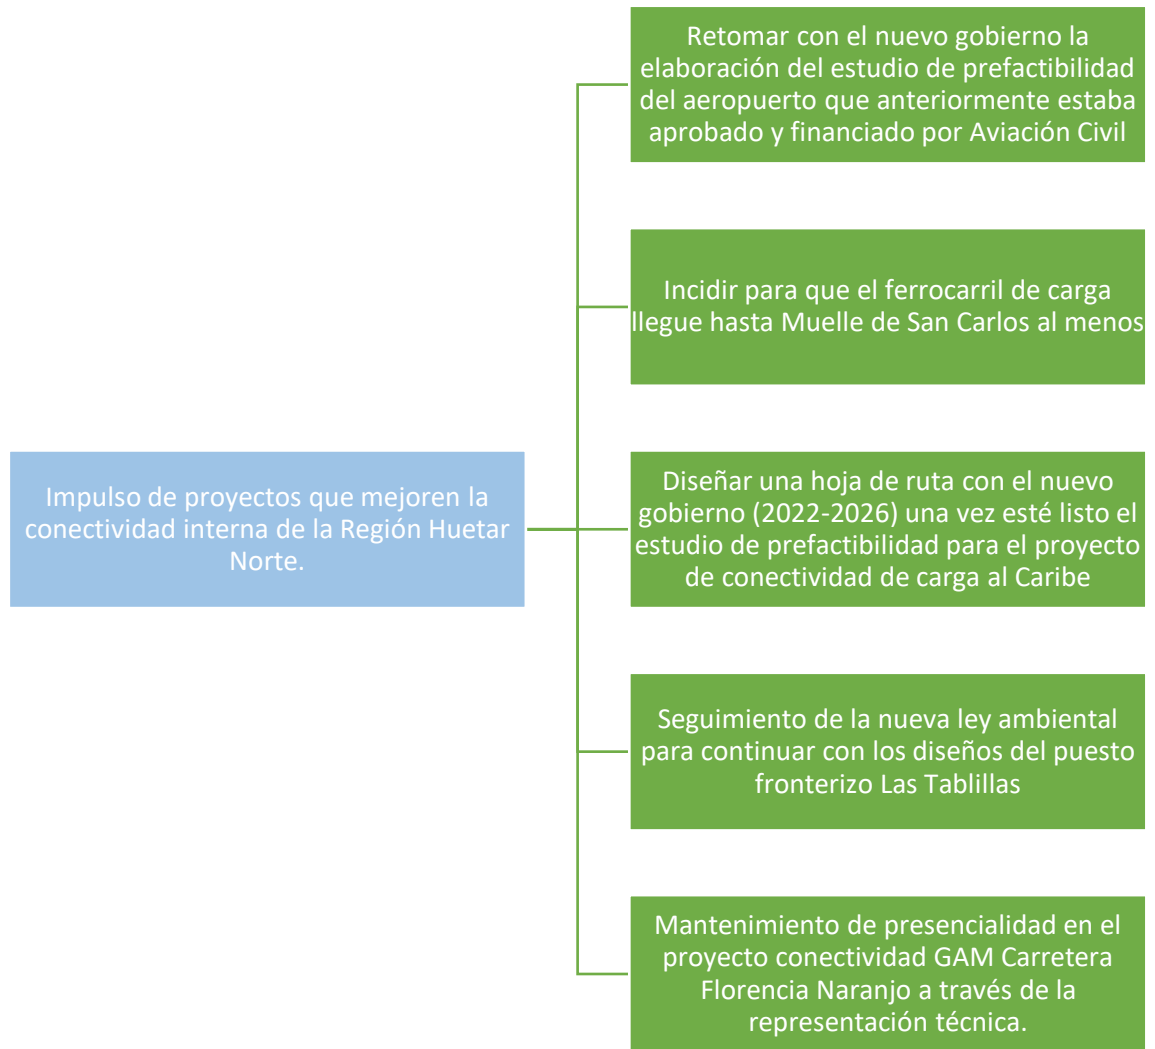 Retomar con el nuevo gobierno la
elaboración del estudio de prefactibilidad
del aeropuerto que anteriormente estaba
aprobado y financiado por Aviación Civil
Incidir para que el ferrocarril de carga
llegue hasta Muelle de San Carlos al menos
Impulso de proyectos que mejoren la
conectividad interna de la Región Huetar
Norte.
Diseñar una hoja de ruta con el nuevo
gobierno (2022-2026) una vez esté listo el
estudio de prefactibilidad para el proyecto
de conectividad de carga al Caribe
Seguimiento de la nueva ley ambiental
para continuar con los diseños del puesto
fronterizo Las Tablillas
Mantenimiento de presencialidad en el
proyecto conectividad GAM Carretera
Florencia Naranjo a través de la
representación técnica.